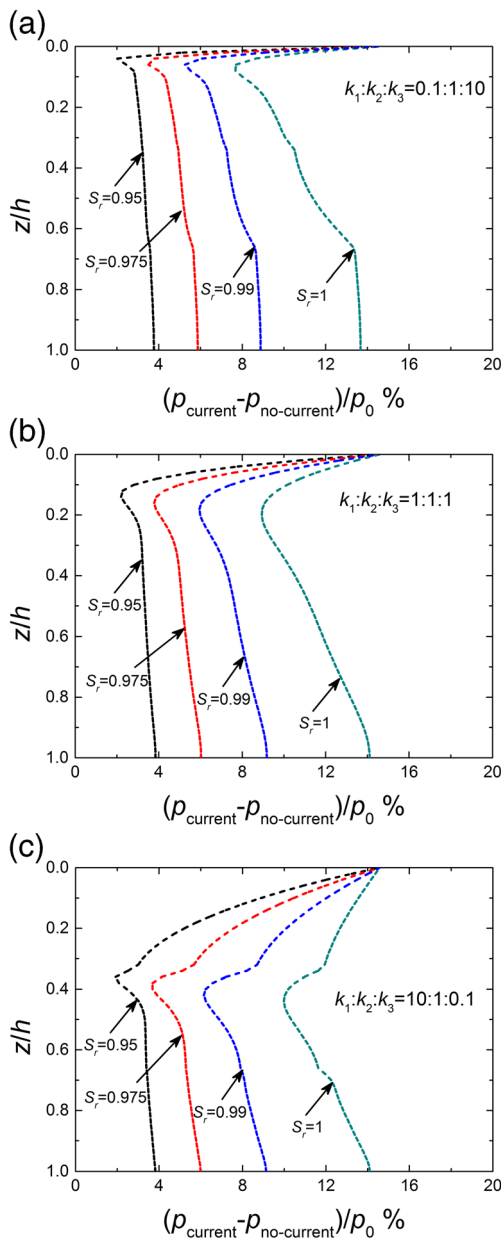 (a)
0.0
0.2
0.4
0.6
0.8
1.0
z/h
k1:k2:k3=0.1:1:10
Sr=0.95
Sr=0.975
Sr=0.99
Sr=1
0 4 8 12 16 20
(pcurrent-pno-current)/p0 %
(b)
0.0
0.2
0.4
0.6
0.8
1.0
z/h
k1:k2:k3=1:1:1
Sr=0.95
Sr=0.975
Sr=0.99
Sr=1
0 4 8 12 16 20
(pcurrent-pno-current)/p0 %
(c)
0.0
0.2
0.4
0.6
0.8
1.0
z/h
k1:k2:k3=10:1:0.1
Sr=0.95
Sr=0.975
Sr=0.99
Sr=1
0 4 8 12 16 20
(pcurrent-pno-current)/p0 %